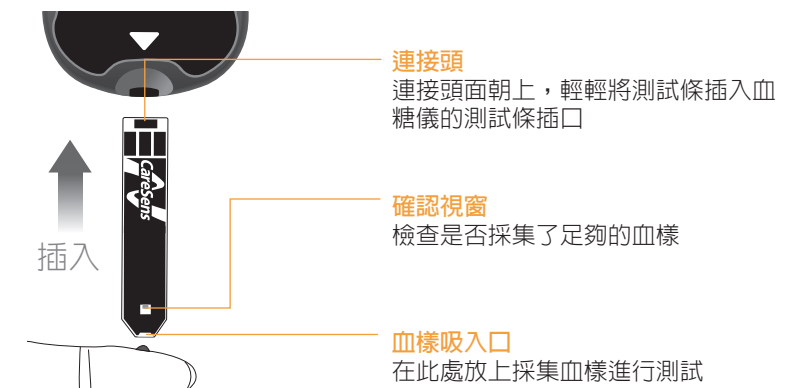 連接頭
連接頭面朝上，輕輕將測試條插入血
糖儀的測試條插口
CareSens
確認視窗
檢查是否採集了足夠的血樣
插入
血樣吸入口
在此處放上採集血樣進行測試